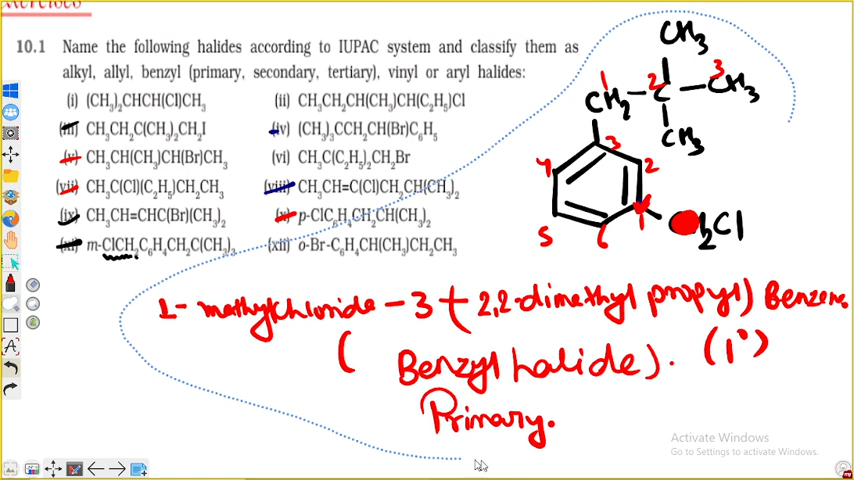 Exercises
10.1 Name the following halides according to IUPAC system and classify them as
alkyl, allyl, benzyl (primary, secondary, tertiary), vinyl or aryl halides:
(i) (CH₃)₂CHCH(Cl)CH₃ (ii) CH₃CH₂CH(CH₃)CH(C₂H₅)Cl
(iii) CH₃CH₂C(CH₃)₂CH₂I (iv) (CH₃)₃CCH₂CH(Br)C₆H₅
(v) CH₃CH(CH₃)CH(Br)CH₃ (vi) CH₃C(C₂H₅)₂CH₂Br
(vii) CH₃C(Cl)(C₂H₅)CH₂CH₃ (viii) CH₃CH=C(Cl)CH₂CH(CH₃)₂
(ix) CH₃CH=CHC(Br)(CH₃)₂ (x) p-ClC₆H₄CH₂CH(CH₃)₂
(xi) m-ClCH₂C₆H₄CH₂C(CH₃)₃ (xii) o-Br-C₆H₄CH(CH₃)CH₂CH₃
CH₃
1 2 3
CH₂-C-CH₃
CH₃
3
4 2
1
5 6
H₂Cl
1-methylchloride-3 (2,2-dimethyl propyl) Benzene.
(Benzyl halide). (1°)
Primary.
Activate Windows
Go to Settings to activate Windows.